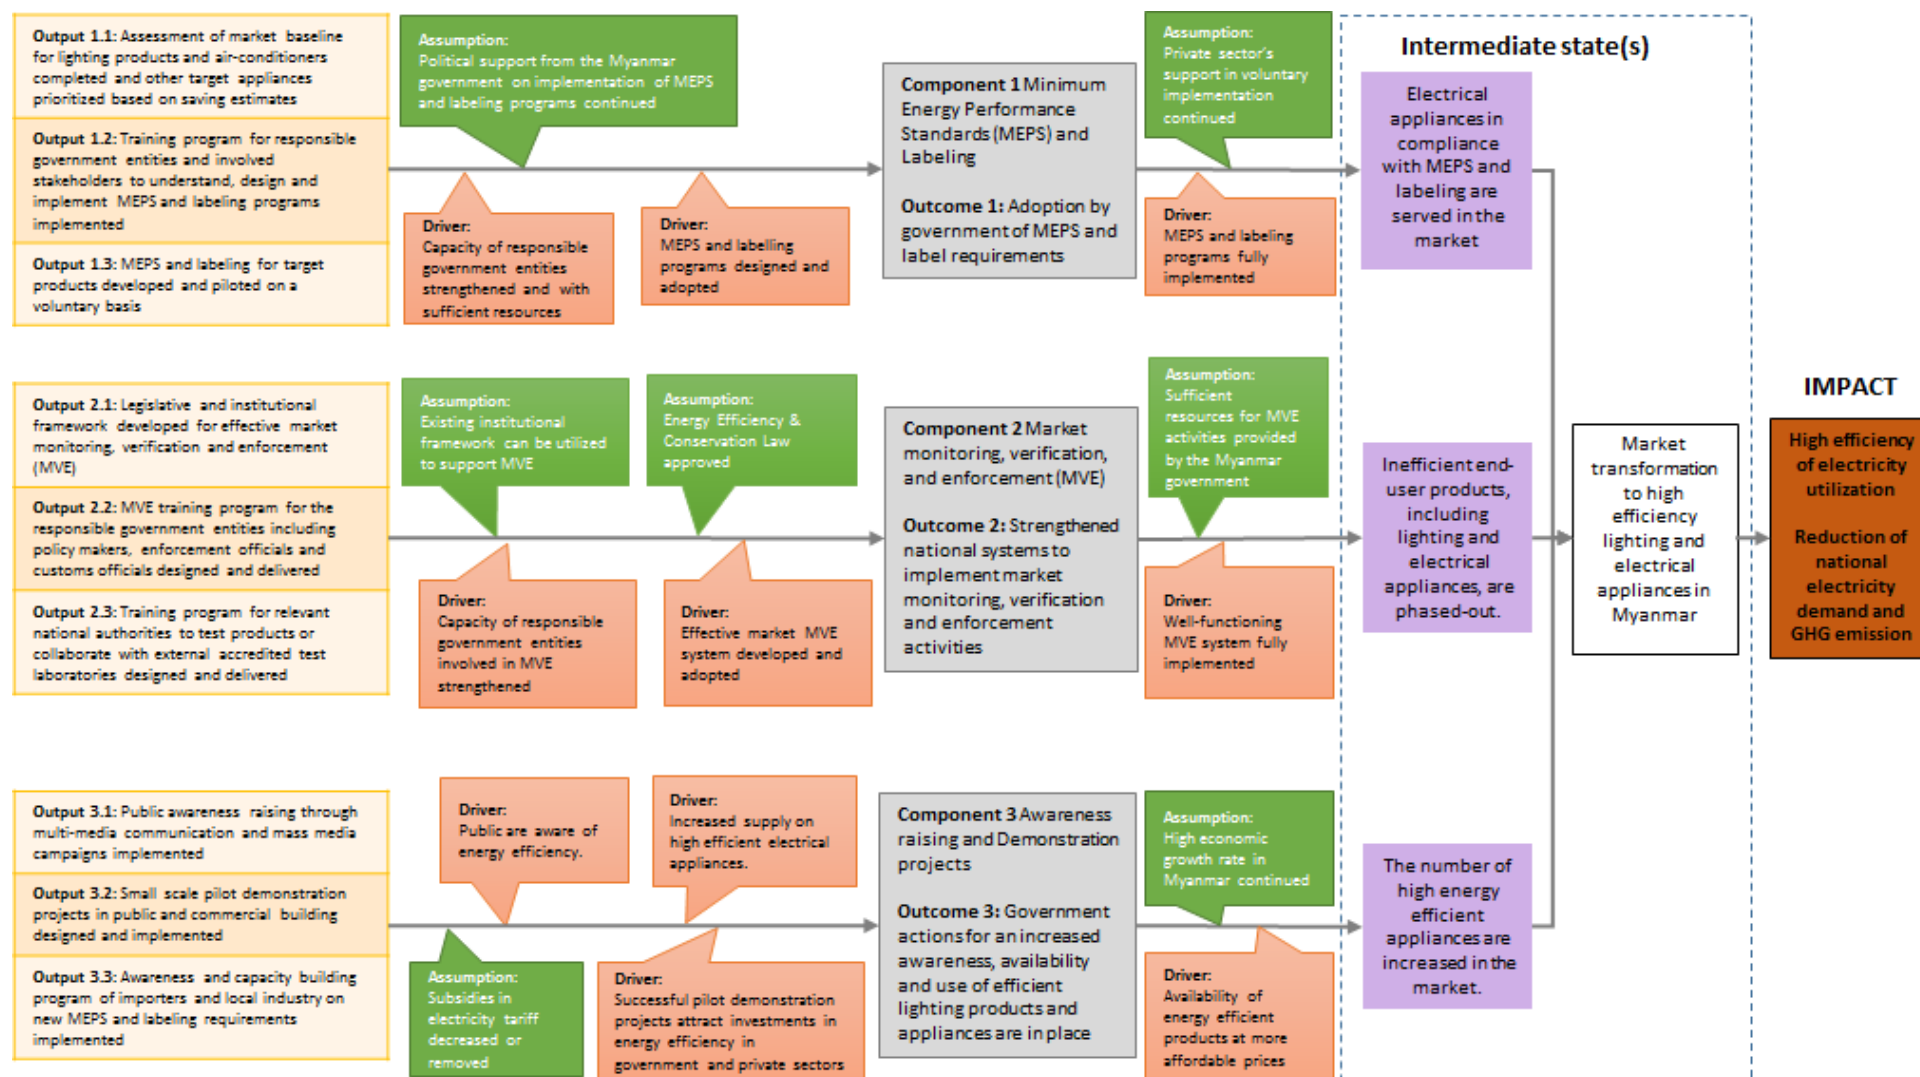 Output 1.1: Assessment of market baseline
for lighting products and air-conditioners
completed and other target appliances
prioritized based on saving estimates
Output 1.2: Training program for responsible
government entities and involved
stakeholders to understand, design and
implement MEPS and labeling programs
implemented
Output 1.3: MEPS and labeling for target
products developed and piloted on a
voluntary basis
Assumption:
Political support from the Myanmar
government on implementation of MEPS
and labeling programs continued
Driver:
Capacity of responsible
government entities
strengthened and with
sufficient resources
Driver:
MEPS and labelling
programs designed and
adopted
Component 1 Minimum
Energy Performance
Standards (MEPS) and
Labeling
Outcome 1: Adoption by
government of MEPS and
label requirements
Assumption:
Private sector's
support in voluntary
implementation
continued
Driver:
MEPS and labeling
programs fully
implemented
Intermediate state(s)
Electrical
appliances in
compliance
with MEPS and
labeling are
served in the
market
Output 2.1: Legislative and institutional
framework developed for effective market
monitoring, verification and enforcement
(MVE)
Output 2.2: MVE training program for the
responsible government entities including
policy makers, enforcement officials and
customs officials designed and delivered
Output 2.3: Training program for relevant
national authorities to test products or
collaborate with external accredited test
laboratories designed and delivered
Assumption:
Existing institutional
framework can be utilized
to support MVE
Assumption:
Energy Efficiency &
Conservation Law
approved
Driver:
Capacity of responsible
government entities
involved in MVE
strengthened
Driver:
Effective market MVE
system developed and
adopted
Component 2 Market
monitoring, verification,
and enforcement (MVE)
Outcome 2: Strengthened
national systems to
implement market
monitoring, verification
and enforcement
activities
Assumption:
Sufficient
resources for MVE
activities provided
by the Myanmar
government
Driver:
Well-functioning
MVE system fully
implemented
Inefficient end-
user products,
including
lighting and
electrical
appliances, are
phased-out.
Market
transformation
to high
efficiency
lighting and
electrical
appliances in
Myanmar
IMPACT
High efficiency
of electricity
utilization
Reduction of
national
electricity
demand and
GHG emission
Output 3.1: Public awareness raising through
multi-media communication and mass media
campaigns implemented
Output 3.2: Small scale pilot demonstration
projects in public and commercial building
designed and implemented
Output 3.3: Awareness and capacity building
program of importers and local industry on
new MEPS and labeling requirements
implemented
Driver:
Public are aware of
energy efficiency.
Driver:
Increased supply on
high efficient electrical
appliances.
Assumption:
Subsidies in
electricity tariff
decreased or
removed
Driver:
Successful pilot demonstration
projects attract investments in
energy efficiency in
government and private sectors
Component 3 Awareness
raising and Demonstration
projects
Outcome 3: Government
actions for an increased
awareness, availability
and use of efficient
lighting products and
appliances are in place
Assumption:
High economic
growth rate in
Myanmar continued
Driver:
Availability of
energy efficient
products at more
affordable prices
The number of
high energy
efficient
appliances are
increased in the
market.